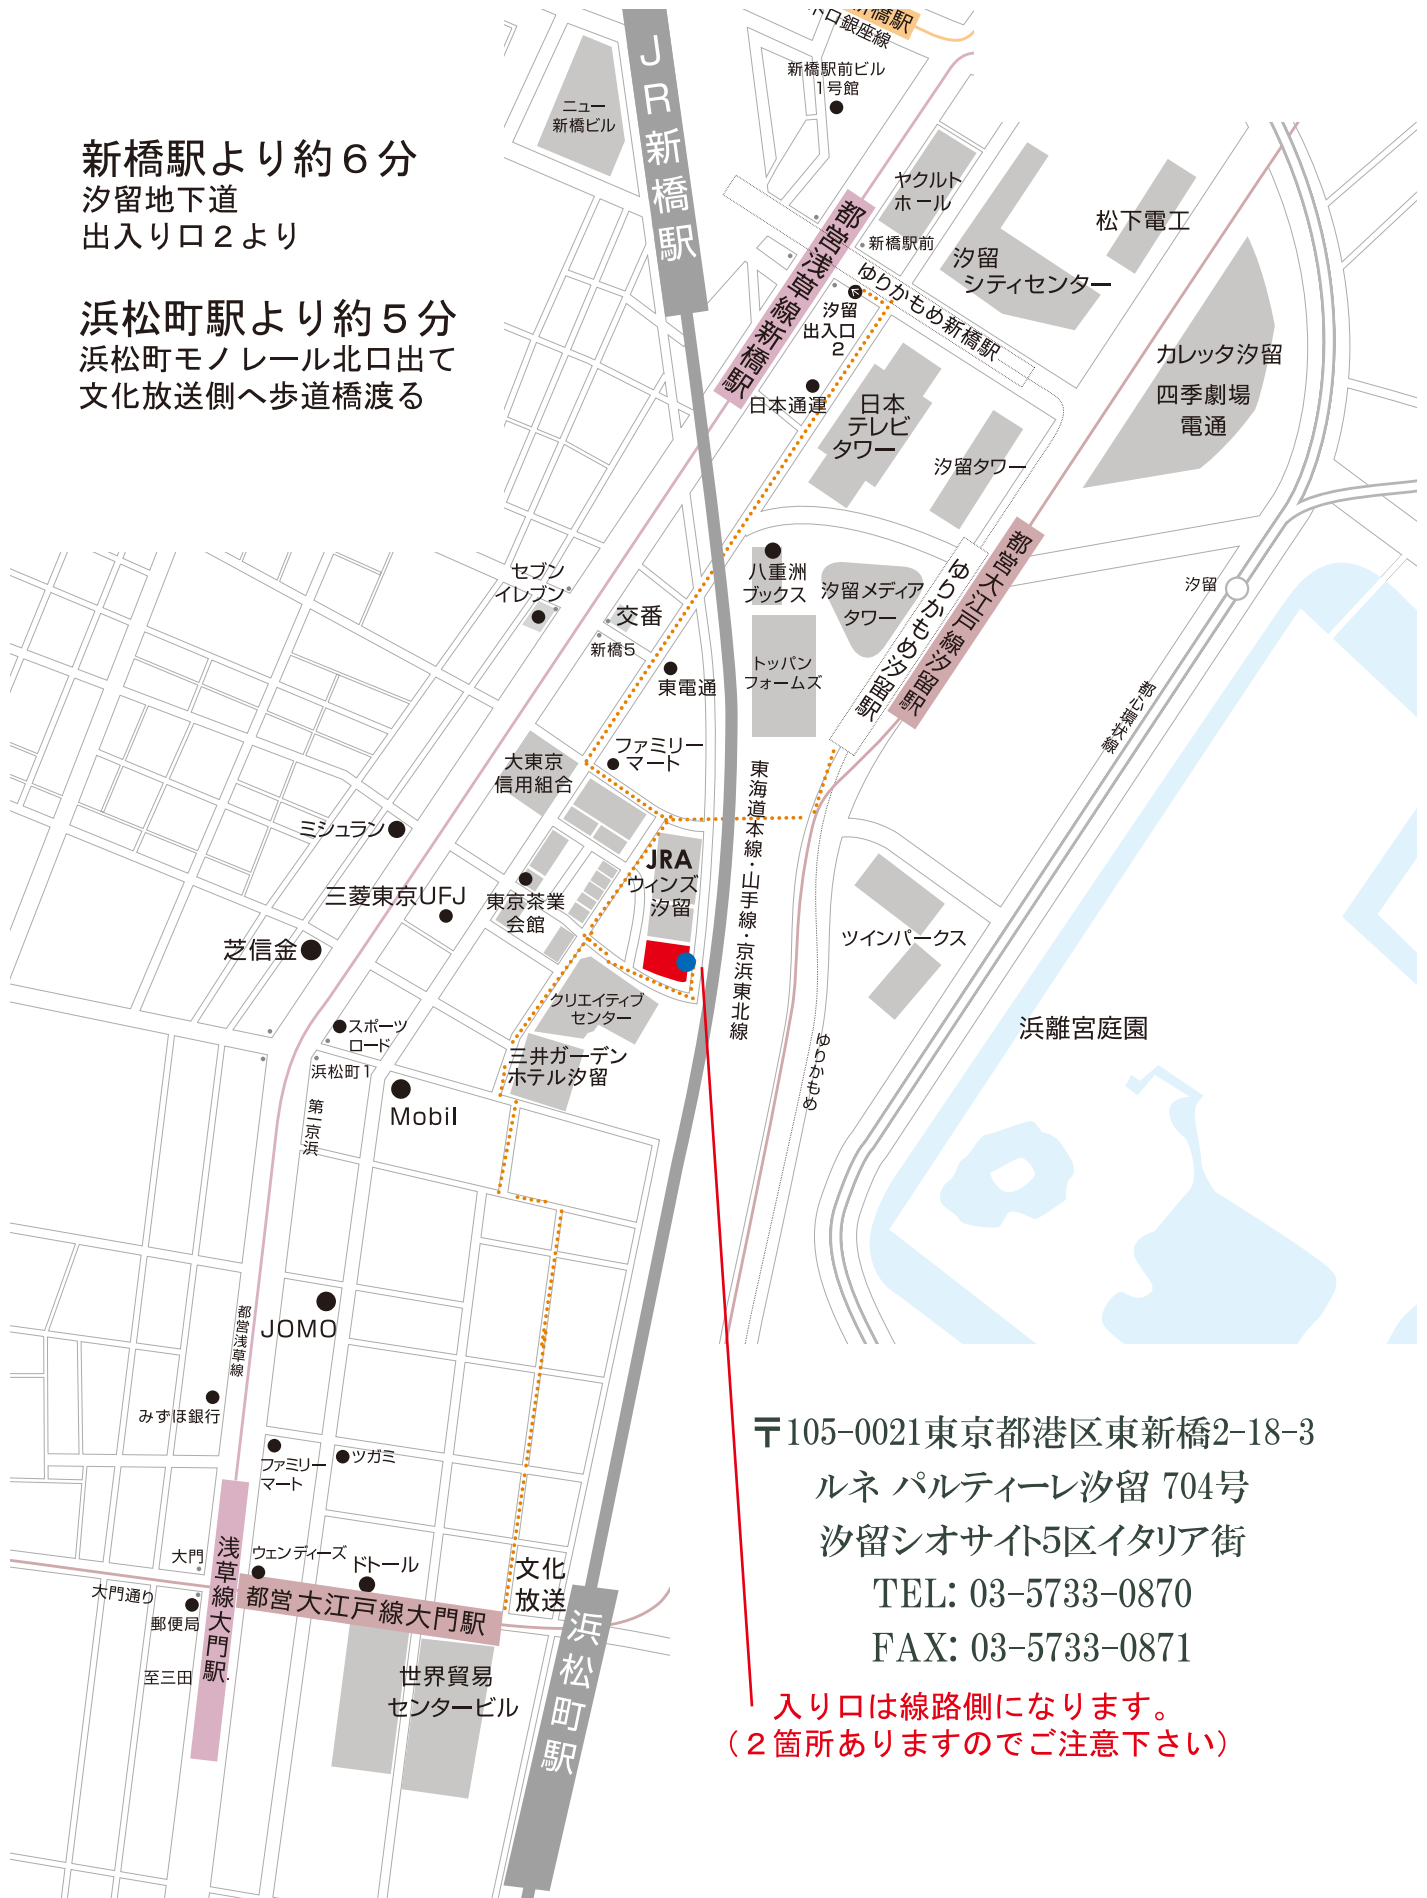 新橋駅より約６分
汐留地下道
出入り口２より
浜松町駅より約５分
浜松町モノレール北口出て
文化放送側へ歩道橋渡る
新橋駅
銀座線
JR新橋駅
ニュー
新橋ビル
新橋駅前ビル
1号館
ヤクルト
ホール
新橋駅前
都営浅草線新橋駅
汐留
シティセンター
松下電工
ゆりかもめ新橋駅
汐留
出入口
2
カレッタ汐留
四季劇場
電通
日本通運
日本
テレビ
タワー
汐留タワー
セブン
イレブン
交番
新橋5
八重洲
ブックス
汐留メディア
タワー
ゆりかもめ汐留駅
都営大江戸線汐留駅
汐留
都心環状線
東電通
トッパン
フォームズ
大東京
信用組合
ファミリー
マート
東海道本線・山手線・京浜東北線
ミシュラン
JRA
ウィンズ
汐留
三菱東京UFJ
東京茶業
会館
芝信金
ツインパークス
クリエイティブ
センター
スポーツ
ロード
浜離宮庭園
浜松町1
三井ガーデン
ホテル汐留
ゆりかもめ
Mobil
第一京浜
都営浅草線
JOMO
みずほ銀行
ファミリー
マート
ツガミ
浅草線大門駅
大門
ウェンディーズ
ドトール
文化
放送
大門通り
郵便局
都営大江戸線大門駅
浜松町駅
至三田
世界貿易
センタービル
〒105-0021東京都港区東新橋2-18-3
ルネ パルティーレ汐留 704号
汐留シオサイト5区イタリア街
TEL: 03-5733-0870
FAX: 03-5733-0871
入り口は線路側になります。
（２箇所ありますのでご注意下さい）